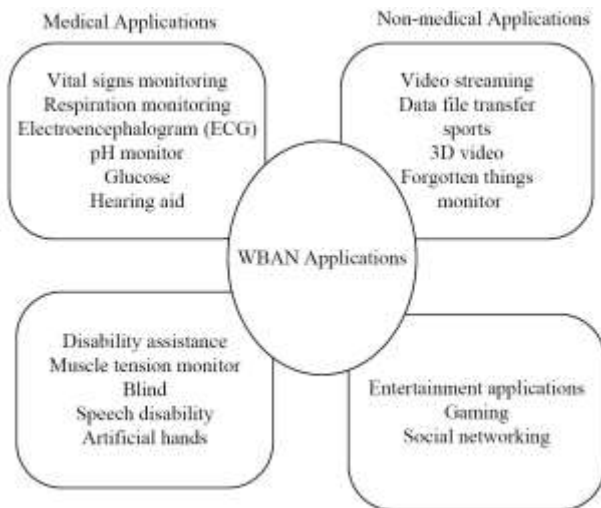 Medical Applications
Non-medical Applications
Vital signs monitoring
Respiration monitoring
Electroencephalogram (ECG)
pH monitor
Glucose
Hearing aid
Video streaming
Data file transfer
sports
3D video
Forgotten things
monitor
WBAN Applications
Disability assistance
Muscle tension monitor
Blind
Speech disability
Artificial hands
Entertainment applications
Gaming
Social networking